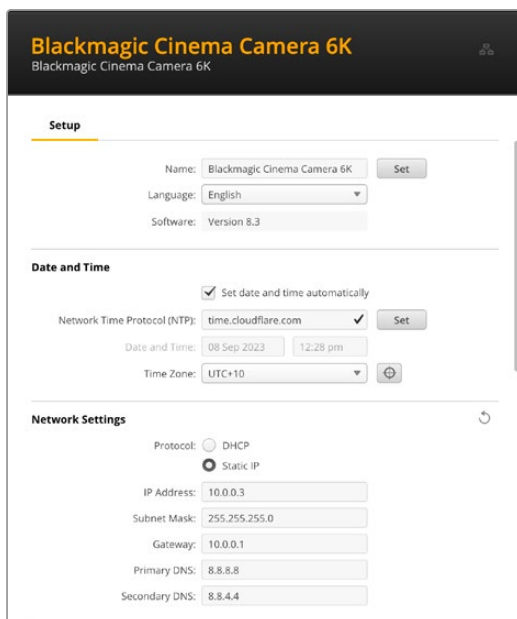 Blackmagic Cinema Camera 6K
Blackmagic Cinema Camera 6K
Setup
Name: Blackmagic Cinema Camera 6K Set
Language: English
Software: Version 8.3
Date and Time
Set date and time automatically
Network Time Protocol (NTP): time.cloudflare.com Set
Date and Time: 08 Sep 2023 12:28 pm
Time Zone: UTC+10
Network Settings
Protocol: DHCP
Static IP
IP Address: 10.0.0.3
Subnet Mask: 255.255.255.0
Gateway: 10.0.0.1
Primary DNS: 8.8.8.8
Secondary DNS: 8.8.4.4